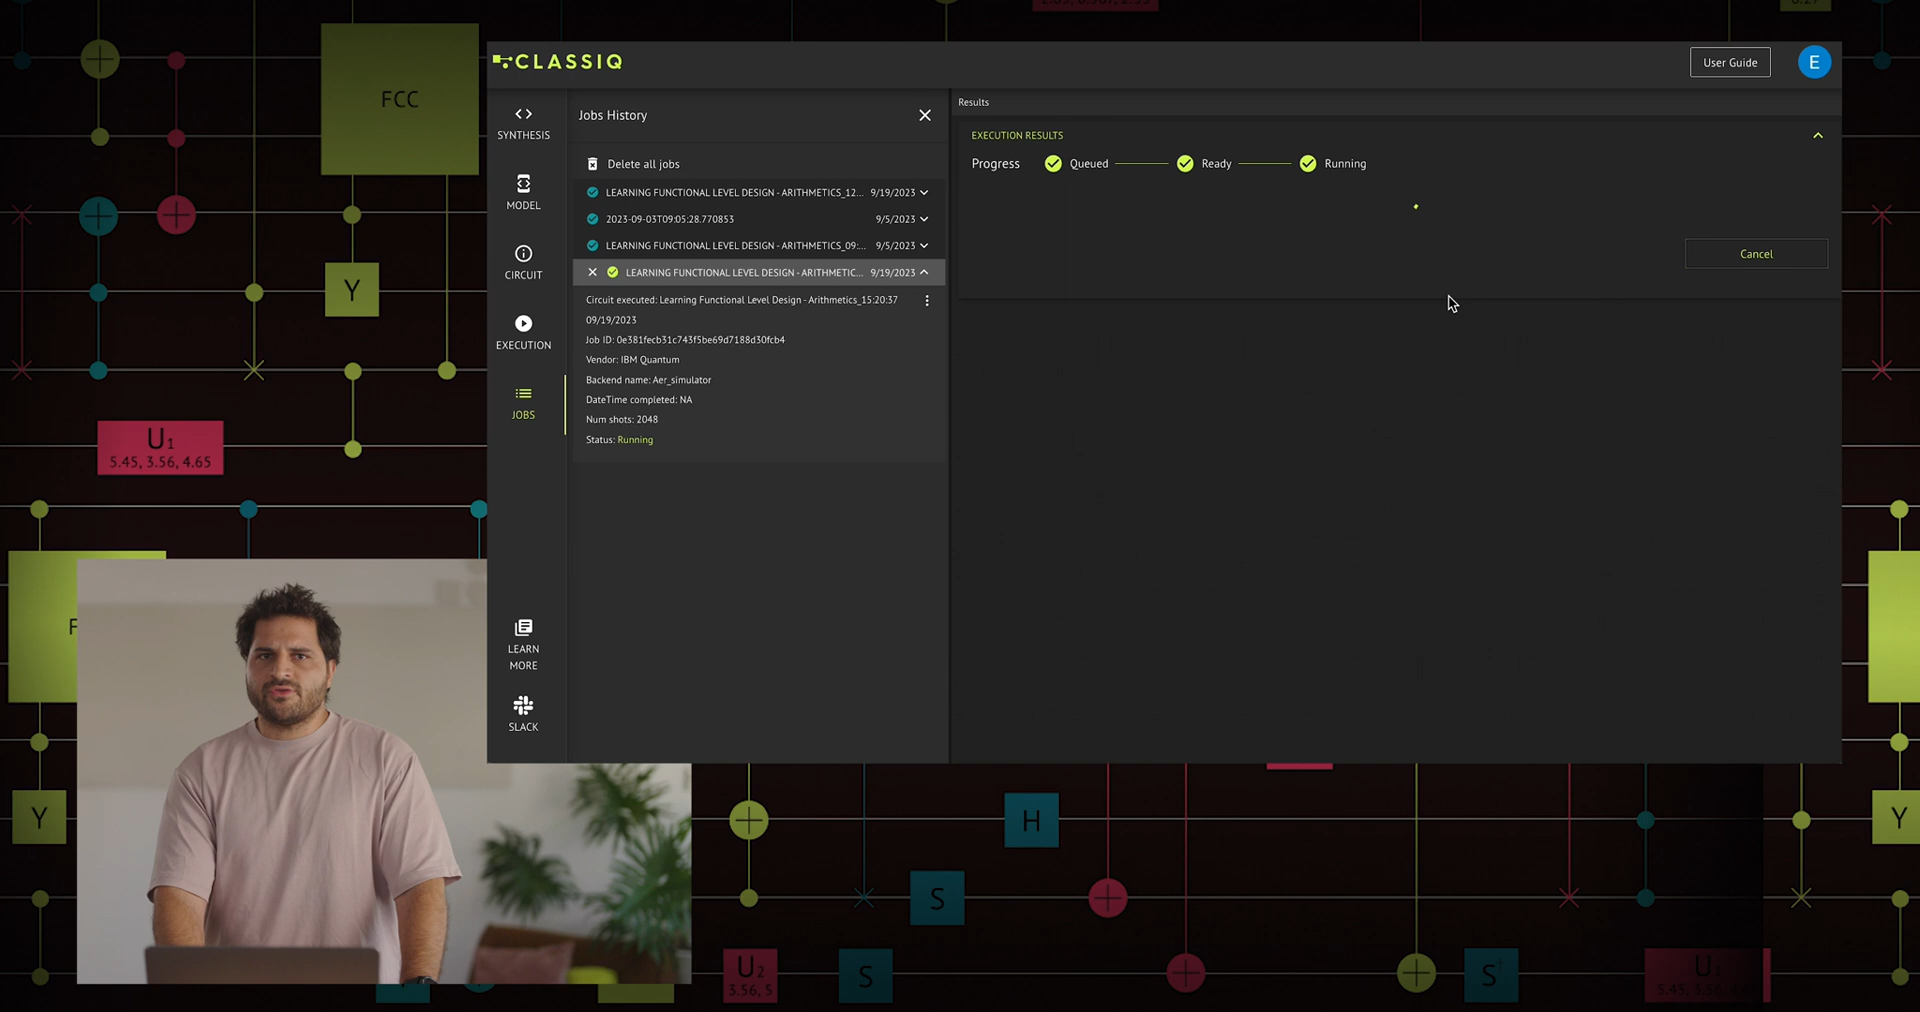 FCC
Y
U1
5.45, 3.56, 4.65
F
Y
CLASSIQ
User Guide
E
SYNTHESIS
MODEL
CIRCUIT
EXECUTION
JOBS
LEARN
MORE
SLACK
Jobs History
Delete all jobs
LEARNING FUNCTIONAL LEVEL DESIGN - ARITHMETICS_12... 9/19/2023
2023-09-03T09:05:28.770853 9/5/2023
LEARNING FUNCTIONAL LEVEL DESIGN - ARITHMETICS_09:... 9/5/2023
LEARNING FUNCTIONAL LEVEL DESIGN - ARITHMETIC... 9/19/2023
Circuit executed: Learning Functional Level Design - Arithmetics_15:20:37
09/19/2023
Job ID: 0e381fecb31c743f5be69d7188d30fcb4
Vendor: IBM Quantum
Backend name: Aer_simulator
DateTime completed: NA
Num shots: 2048
Status: Running
Results
EXECUTION RESULTS
Progress Queued Ready Running
Cancel
H
Y
S
U2
3.56, 5
S
S+